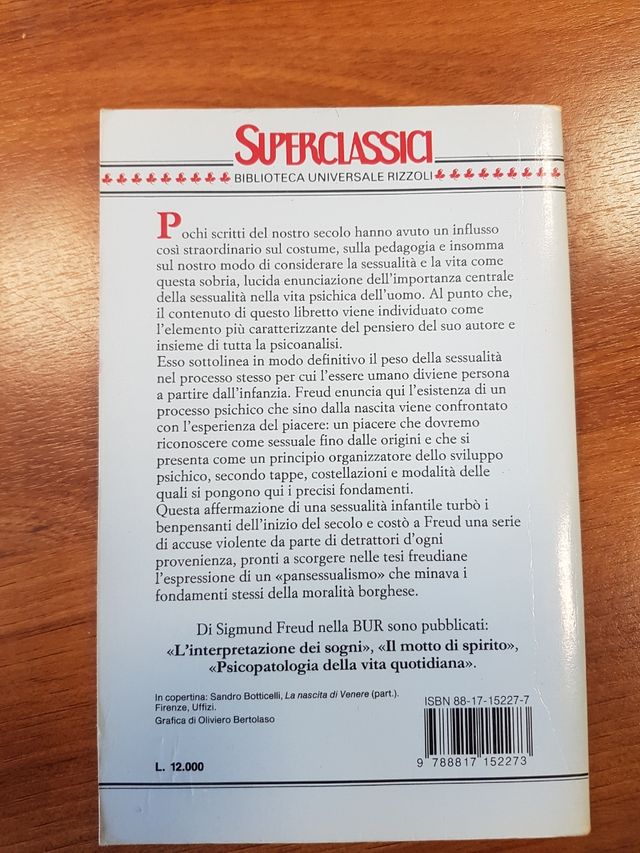 SUPERCLASSICI
BIBLIOTECA UNIVERSALE RIZZOLI
Pochi scritti del nostro secolo hanno avuto un influsso
così straordinario sul costume, sulla pedagogia e insomma
sul nostro modo di considerare la sessualità e la vita come
questa sobria, lucida enunciazione dell'importanza centrale
della sessualità nella vita psichica dell'uomo. Al punto che,
il contenuto di questo libretto viene individuato come
l'elemento più caratterizzante del pensiero del suo autore e
insieme di tutta la psicoanalisi.
Esso sottolinea in modo definitivo il peso della sessualità
nel processo stesso per cui l'essere umano diviene persona
a partire dall'infanzia. Freud enuncia qui l'esistenza di un
processo psichico che sino dalla nascita viene confrontato
con l'esperienza del piacere: un piacere che dovremo
riconoscere come sessuale fino dalle origini e che si
presenta come un principio organizzatore dello sviluppo
psichico, secondo tappe, costellazioni e modalità delle
quali si pongono qui i precisi fondamenti.
Questa affermazione di una sessualità infantile turbò i
benpensanti dell'inizio del secolo e costò a Freud una serie
di accuse violente da parte di detrattori d'ogni
provenienza, pronti a scorgere nelle tesi freudiane
l'espressione di un «pansessualismo» che minava i
fondamenti stessi della moralità borghese.
Di Sigmund Freud nella BUR sono pubblicati:
«L'interpretazione dei sogni», «Il motto di spirito»,
«Psicopatologia della vita quotidiana».
In copertina: Sandro Botticelli, La nascita di Venere (part.).
Firenze, Uffizi.
Grafica di Oliviero Bertolaso
ISBN 88-17-15227-7
9 788817 152273
L. 12.000